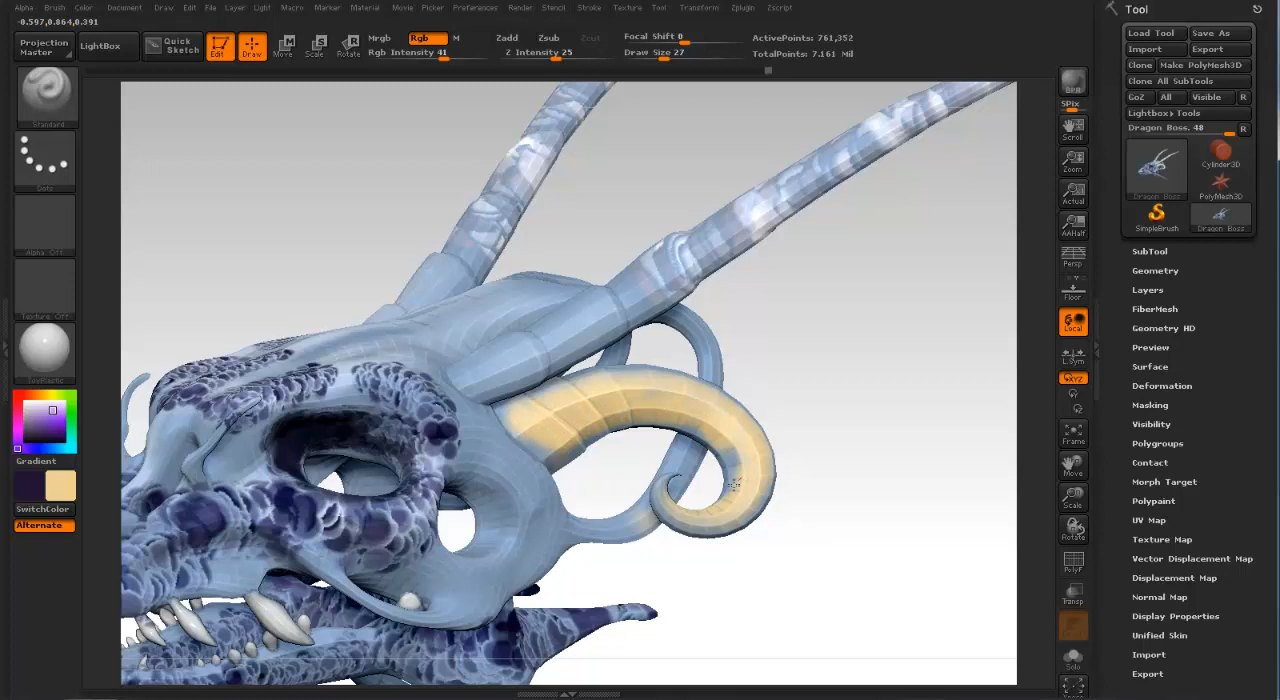 Alpha Brush Color Document Draw Edit File Layer Light Macro Marker Material Movie Picker Preferences Render Stencil Stroke Texture Tool Transform Zplugin Zscript
-0.597,0.864,0.391
Projection Master
LightBox
Quick Sketch
Edit
Draw
Move
Scale
Rotate
Mrgb Rgb M
Rgb Intensity 41
Zadd Zsub Zcut
Z Intensity 25
Focal Shift 0
Draw Size 27
ActivePoints: 761,352
TotalPoints: 7.161 Mil
Standard
Dots
Alpha Off
Texture Off
ToyPlastic
Gradient
SwitchColor
Alternate
BPR
SPix
Scroll
Zoom
Actual
AAHalf
Persp
Floor
Local
L.Sym
XYZ
Frame
Move
Scale
Rotate
PolyF
Transp
Solo
Tool
Load Tool Save As
Import Export
Clone Make PolyMesh3D
Clone All SubTools
GoZ All Visible R
Lightbox▸Tools
Dragon Boss. 48 R
Dragon Boss
Cylinder3D
PolyMesh3D
SimpleBrush
Dragon Boss
SubTool
Geometry
Layers
FiberMesh
Geometry HD
Preview
Surface
Deformation
Masking
Visibility
Polygroups
Contact
Morph Target
Polypaint
UV Map
Texture Map
Vector Displacement Map
Displacement Map
Normal Map
Display Properties
Unified Skin
Import
Export